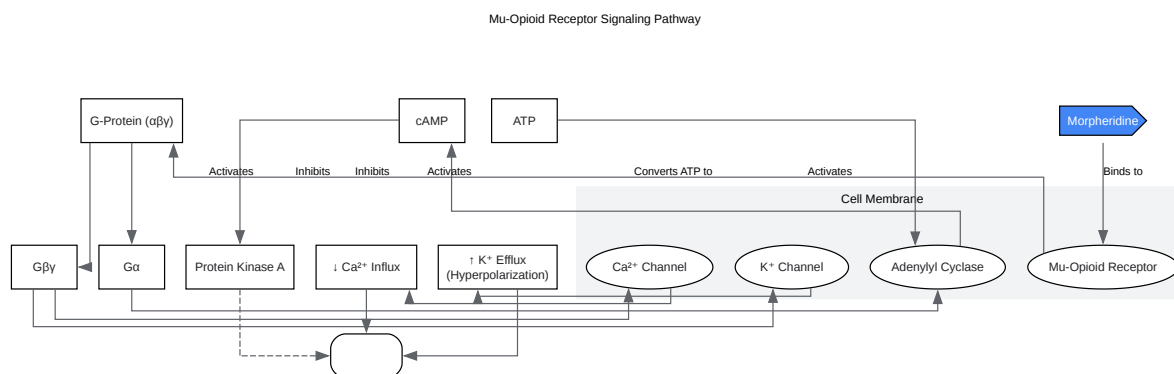 Mu-Opioid Receptor Signaling Pathway
G-Protein (αβγ)
cAMP
ATP
Morpheridine
Activates
Inhibits
Inhibits
Activates
Converts ATP to
Activates
Binds to
Cell Membrane
Gβγ
Gα
Protein Kinase A
↓ Ca²⁺ Influx
↑ K⁺ Efflux
(Hyperpolarization)
Ca²⁺ Channel
K⁺ Channel
Adenylyl Cyclase
Mu-Opioid Receptor